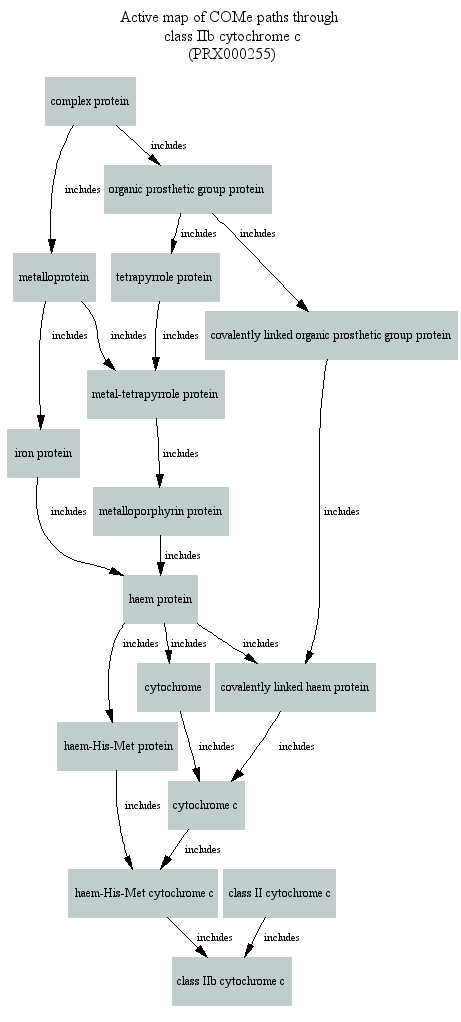 Active map of COMe paths through
class IIb cytochrome c
(PRX000255)
complex protein
includes
includes
organic prosthetic group protein
includes
includes
metalloprotein
tetrapyrrole protein
includes
includes
includes
covalently linked organic prosthetic group protein
metal-tetrapyrrole protein
iron protein
includes
metalloporphyrin protein
includes
includes
includes
haem protein
includes
includes
includes
cytochrome
covalently linked haem protein
haem-His-Met protein
includes
includes
includes
cytochrome c
includes
haem-His-Met cytochrome c
class II cytochrome c
includes
includes
class IIb cytochrome c